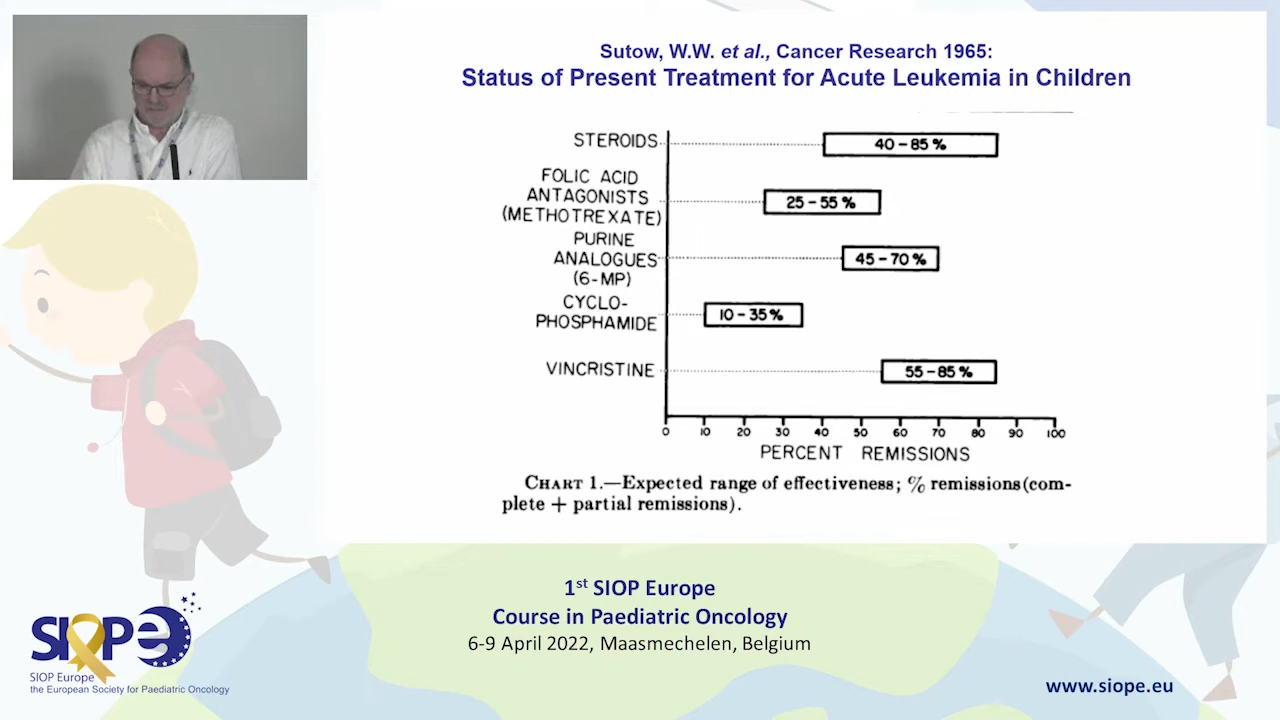 Sutow, W.W. et al., Cancer Research 1965:
Status of Present Treatment for Acute Leukemia in Children
STEROIDS
40-85 %
FOLIC ACID
ANTAGONISTS
(METHOTREXATE)
25-55 %
PURINE
ANALOGUES
(6-MP)
45-70 %
CYCLO-
PHOSPHAMIDE
10-35 %
VINCRISTINE
55-85 %
0 10 20 30 40 50 60 70 80 90 100
PERCENT REMISSIONS
CHART 1.—Expected range of effectiveness; % remissions (com-
plete + partial remissions).
1st SIOP Europe
Course in Paediatric Oncology
6-9 April 2022, Maasmechelen, Belgium
SIOPe
SIOP Europe
the European Society for Paediatric Oncology
www.siope.eu